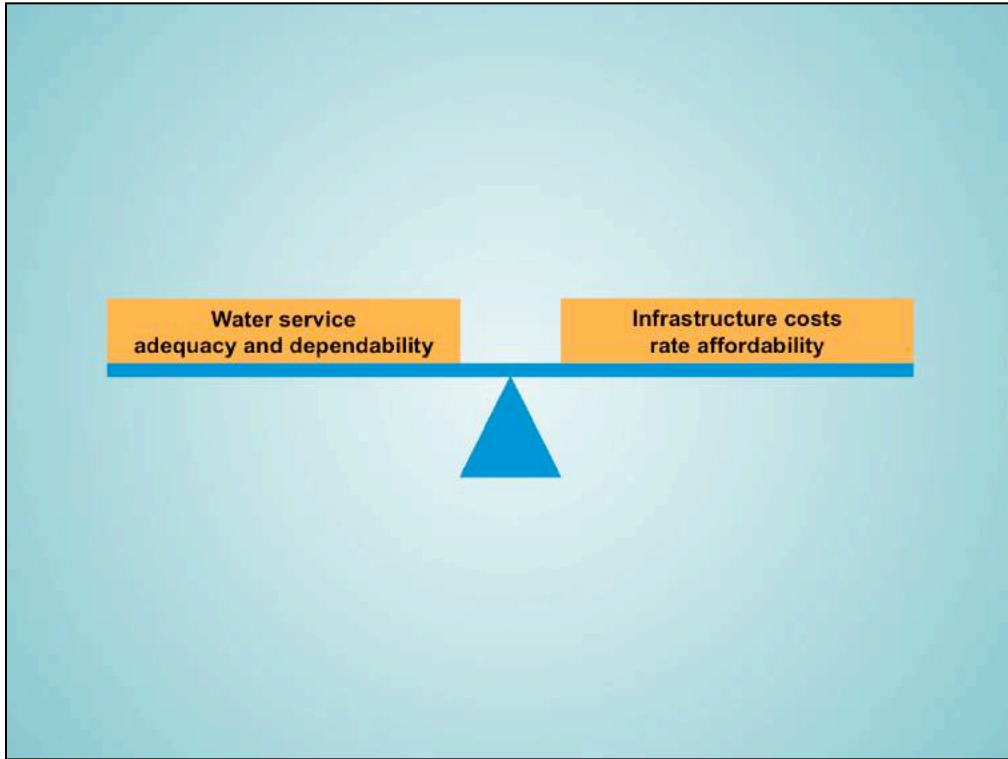 Water service
adequacy and dependability
Infrastructure costs
rate affordability